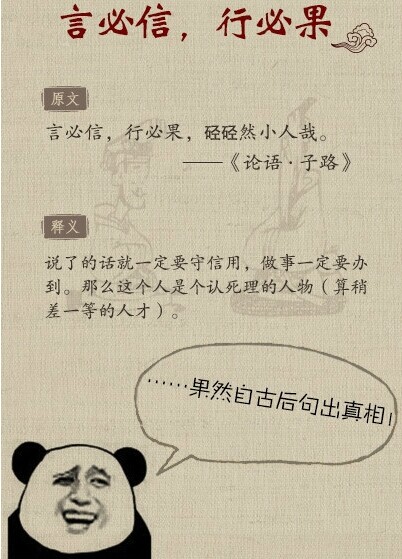 言必信，行必果
原文
言必信，行必果，硁硁然小人哉。
——《论语·子路》
释义
说了的话就一定要守信用，做事一定要办
到。那么这个人是个认死理的人物（算稍
差一等的人才）。
……果然自古后句出真相！